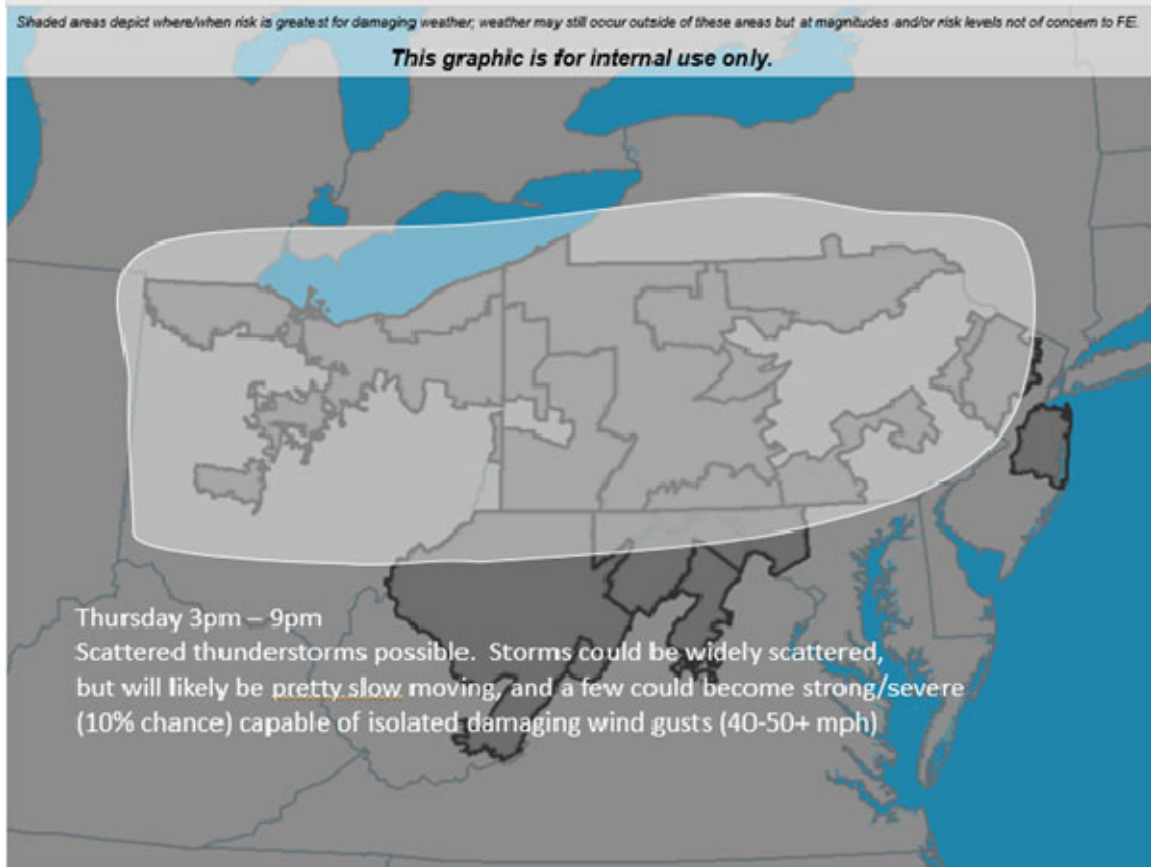 Shaded areas depict where/when risk is greatest for damaging weather; weather may still occur outside of these areas but at magnitudes and/or risk levels not of concern to FE.
This graphic is for internal use only.
Thursday 3pm – 9pm
Scattered thunderstorms possible.  Storms could be widely scattered,
but will likely be pretty slow moving, and a few could become strong/severe
(10% chance) capable of isolated damaging wind gusts (40-50+ mph)